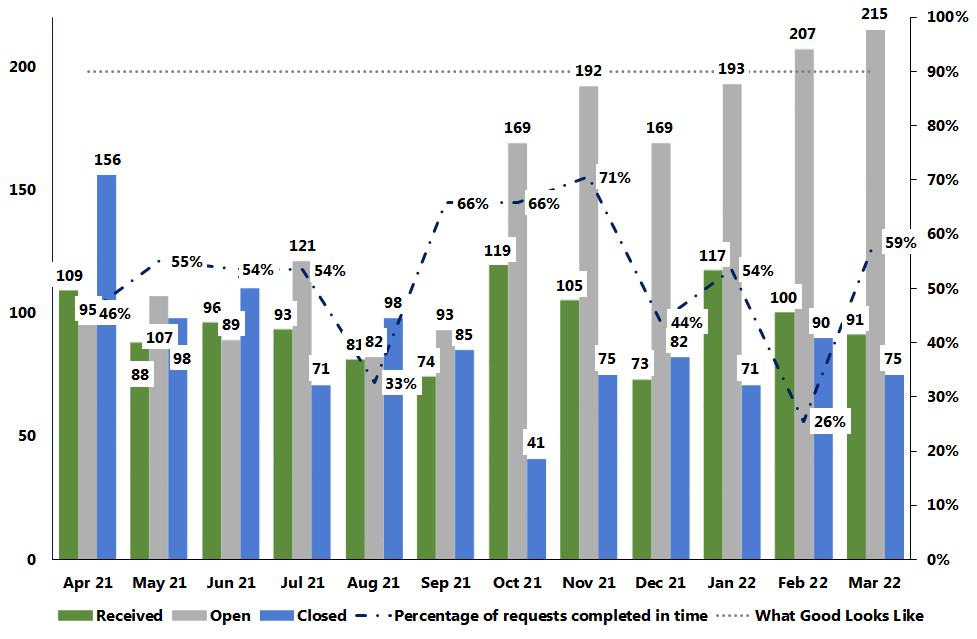 215 100%
207
200 192 193 90%
169 169 80%
156
150 71% 70%
66% 66%
60%
121 119 117 59%
109 55% 54% 54% 54%
105 50%
100 95 46% 96 93 98 93 100
89 44% 91
107 81 82 85 82 40%
98 74 75 73 71 75
88 71 33%
30%
50 41 26%
20%
10%
0 0%
Apr 21 May 21 Jun 21 Jul 21 Aug 21 Sep 21 Oct 21 Nov 21 Dec 21 Jan 22 Feb 22 Mar 22
Received Open Closed Percentage of requests completed in time What Good Looks Like
90